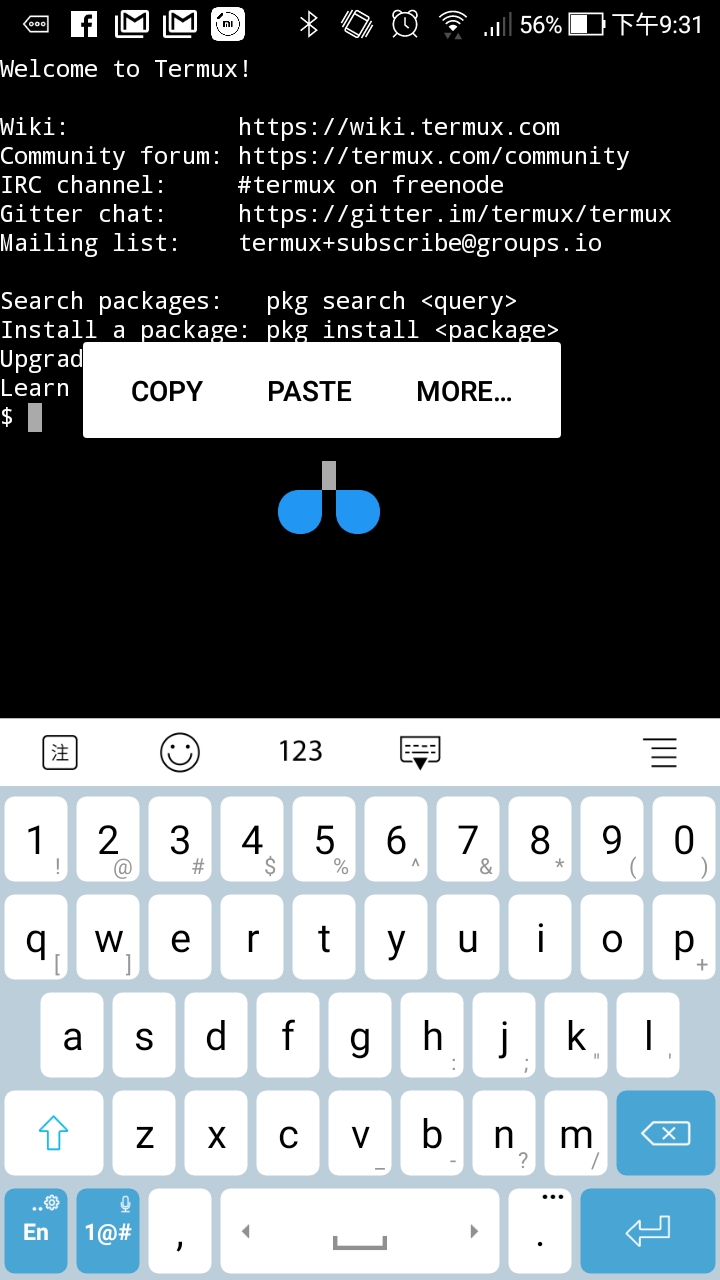 56% 下午9:31
Welcome to Termux!
Wiki: https://wiki.termux.com
Community forum: https://termux.com/community
IRC channel: #termux on freenode
Gitter chat: https://gitter.im/termux/termux
Mailing list: termux+subscribe@groups.io
Search packages: pkg search <query>
Install a package: pkg install <package>
Upgrad
Learn
COPY PASTE MORE...
$
注 123
1 ! 2 @ 3 # 4 $ 5 % 6 ^ 7 & 8 * 9 ( 0 )
q [ w ] e r t y u i o p +
a s d f g h : j ; k " l '
z x c v _ b - n ? m /
En 1@# , . •••